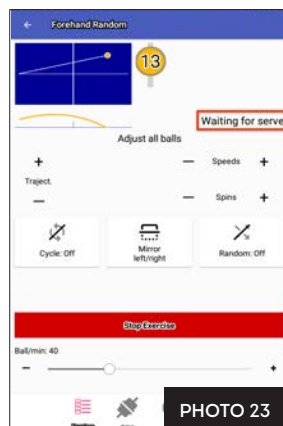 ← Forehand Random
13
Waiting for serve
Adjust all balls
+ — Speeds +
Traject.
— — Spins +
Cycle: Off
Mirror
left/right
Random: Off
Stop Exercise
Ball/min: 40
— +
PHOTO 23